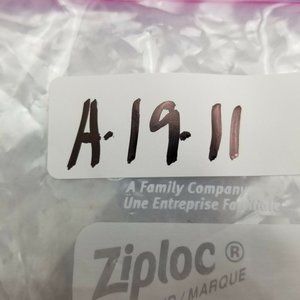 A.19.11
A Family Company
Une Entreprise Familiale
Ziploc®
/MARQUE